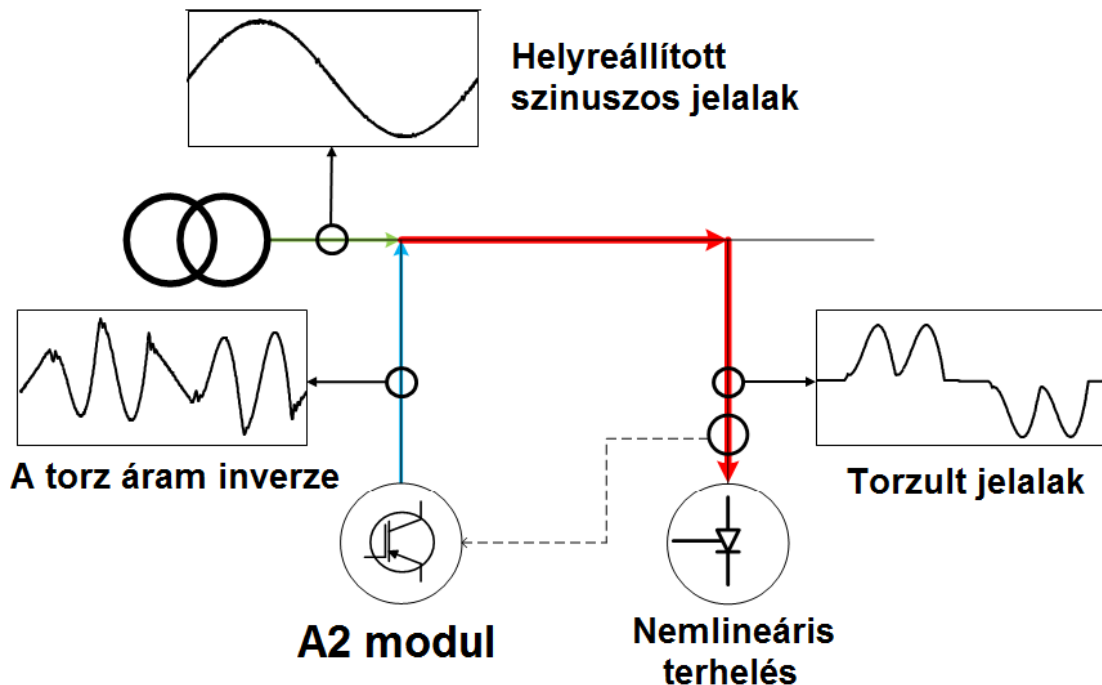 Helyreállított
szinuszos jelalak
A torz áram inverze
Torzult jelalak
A2 modul
Nemlineáris
terhelés